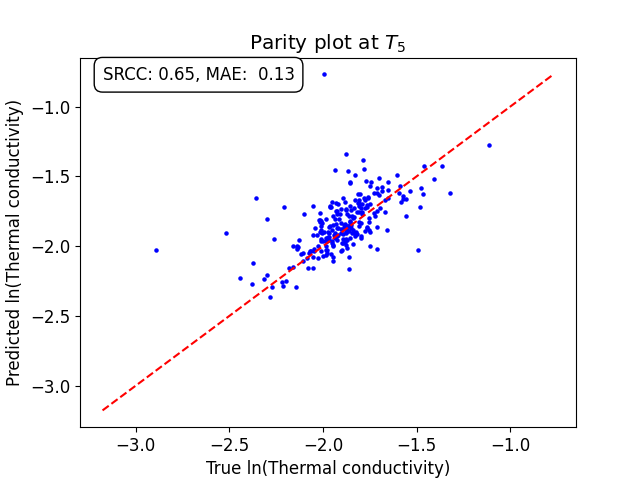 Parity plot at T5
SRCC: 0.65, MAE:  0.13
Predicted ln(Thermal conductivity)
−1.0
−1.5
−2.0
−2.5
−3.0
−3.0 −2.5 −2.0 −1.5 −1.0
True ln(Thermal conductivity)